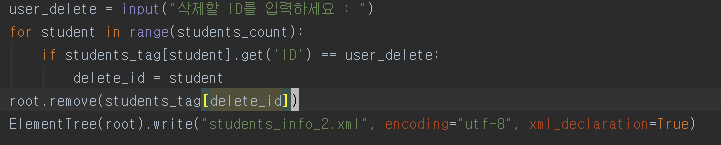 user_delete = input("삭제할 ID를 입력하세요 : ")
for student in range(students_count):
    if students_tag[student].get('ID') == user_delete:
        delete_id = student
root.remove(students_tag[delete_id])
ElementTree(root).write("students_info_2.xml", encoding="utf-8", xml_declaration=True)